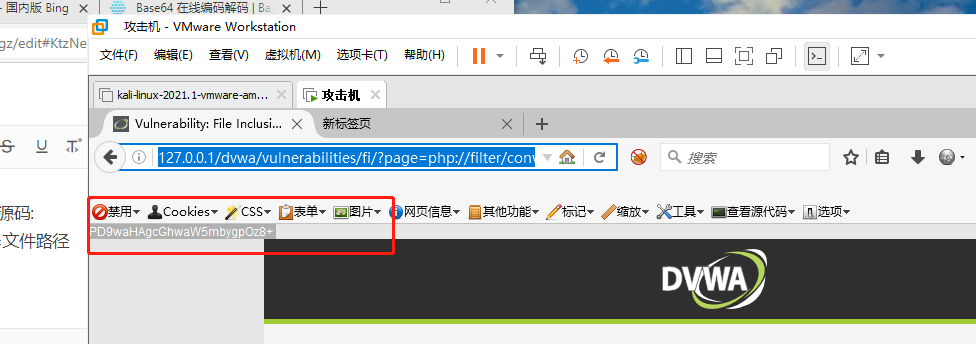 - 国内版 Bing
Base64 在线编码解码 | Bas
gz/edit#KtzNe
攻击机 - VMware Workstation
文件(F) 编辑(E) 查看(V) 虚拟机(M) 选项卡(T) 帮助(H)
kali-linux-2021.1-vmware-am...
攻击机
Vulnerability: File Inclusi...
新标签页
127.0.0.1/dvwa/vulnerabilities/fi/?page=php://filter/conv
搜索
S U T
源码:
文件路径
禁用 Cookies CSS 表单 图片 网页信息 其他功能 标记 缩放 工具 查看源代码 选项
PD9waHAgcGhwaW5mbygpOz8+
DVWA